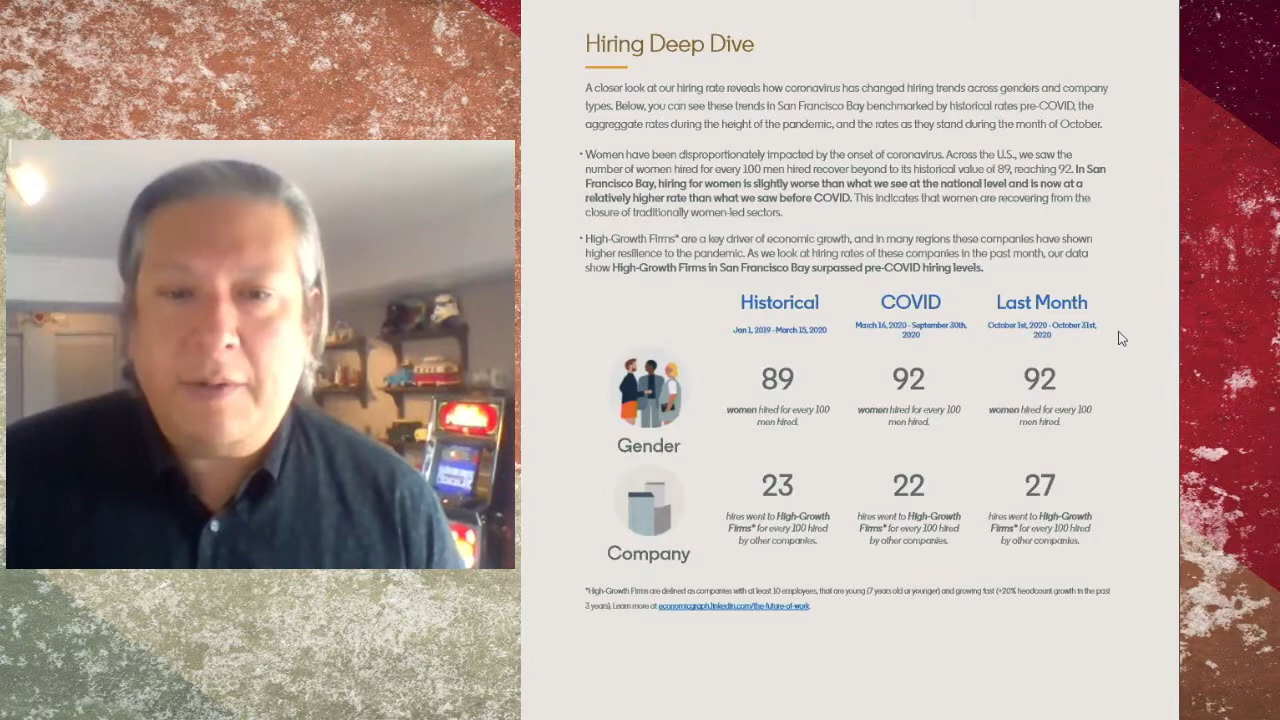 Hiring Deep Dive
A closer look at our hiring rate reveals how coronavirus has changed hiring trends across genders and company
types. Below, you can see these trends in San Francisco Bay benchmarked by historical rates pre-COVID, the
aggreggate rates during the height of the pandemic, and the rates as they stand during the month of October.
• Women have been disproportionately impacted by the onset of coronavirus. Across the U.S., we saw the
number of women hired for every 100 men hired recover beyond to its historical value of 89, reaching 92. In San
Francisco Bay, hiring for women is slightly worse than what we see at the national level and is now at a
relatively higher rate than what we saw before COVID. This indicates that women are recovering from the
closure of traditionally women-led sectors.
• High-Growth Firms* are a key driver of economic growth, and in many regions these companies have shown
higher resilience to the pandemic. As we look at hiring rates of these companies in the past month, our data
show High-Growth Firms in San Francisco Bay surpassed pre-COVID hiring levels.
Historical COVID Last Month
Jan 1, 2019 - March 15, 2020 March 16, 2020 - September 30th, 2020 October 1st, 2020 - October 31st, 2020
Gender
89 92 92
women hired for every 100 women hired for every 100 women hired for every 100
men hired. men hired. men hired.
Company
23 22 27
hires went to High-Growth hires went to High-Growth hires went to High-Growth
Firms* for every 100 hired Firms* for every 100 hired Firms* for every 100 hired
by other companies. by other companies. by other companies.
*High-Growth Firms are defined as companies with at least 10 employees, that are young (7 years old or younger) and growing fast (+20% headcount growth in the past
3 years). Learn more at economicgraph.linkedin.com/the-future-of-work.